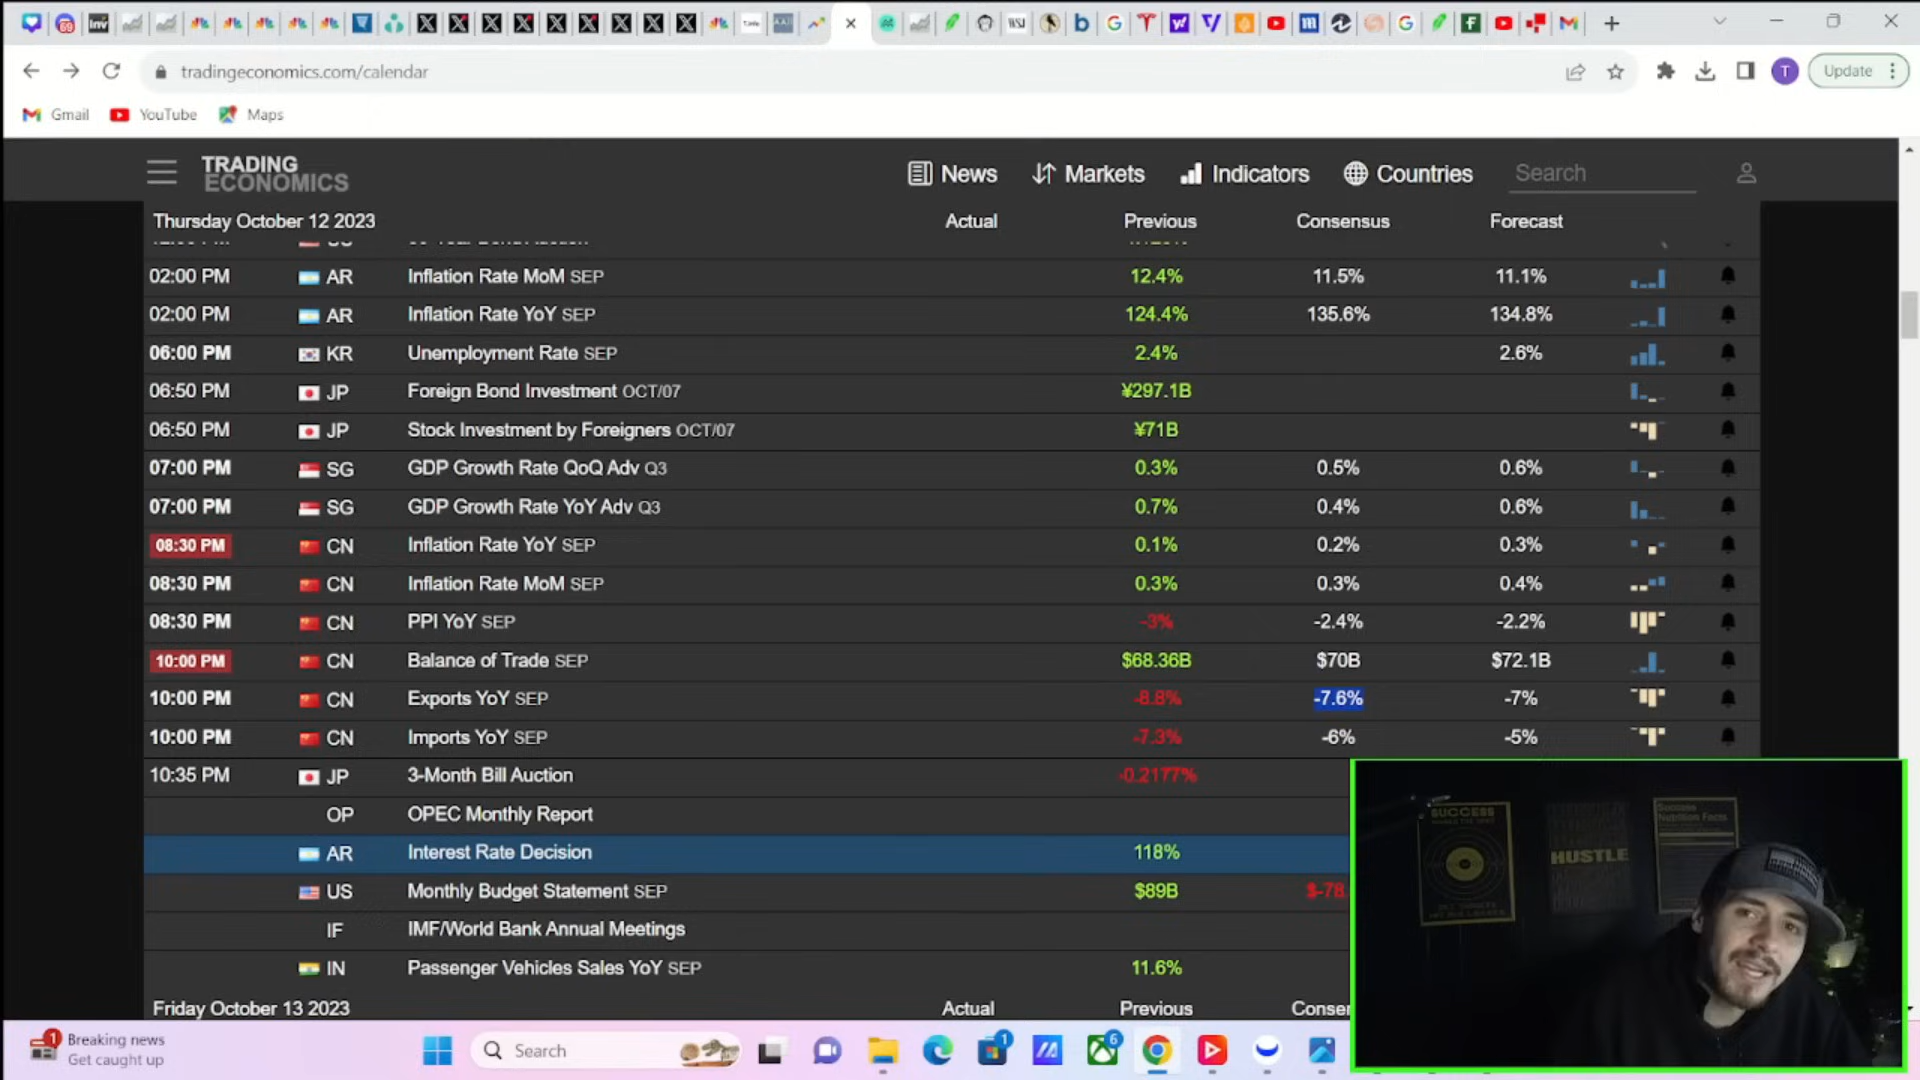 tradingeconomics.com/calendar
Update
Gmail YouTube Maps
TRADING
ECONOMICS
News Markets Indicators Countries Search
Thursday October 12 2023 Actual Previous Consensus Forecast
02:00 PM AR Inflation Rate MoM SEP 12.4% 11.5% 11.1%
02:00 PM AR Inflation Rate YoY SEP 124.4% 135.6% 134.8%
06:00 PM KR Unemployment Rate SEP 2.4% 2.6%
06:50 PM JP Foreign Bond Investment OCT/07 ¥297.1B
06:50 PM JP Stock Investment by Foreigners OCT/07 ¥71B
07:00 PM SG GDP Growth Rate QoQ Adv Q3 0.3% 0.5% 0.6%
07:00 PM SG GDP Growth Rate YoY Adv Q3 0.7% 0.4% 0.6%
08:30 PM CN Inflation Rate YoY SEP 0.1% 0.2% 0.3%
08:30 PM CN Inflation Rate MoM SEP 0.3% 0.3% 0.4%
08:30 PM CN PPI YoY SEP -3% -2.4% -2.2%
10:00 PM CN Balance of Trade SEP $68.36B $70B $72.1B
10:00 PM CN Exports YoY SEP -8.8% -7.6% -7%
10:00 PM CN Imports YoY SEP -7.3% -6% -5%
10:35 PM JP 3-Month Bill Auction -0.2177%
OP OPEC Monthly Report
AR Interest Rate Decision 118%
US Monthly Budget Statement SEP $89B $-78
IF IMF/World Bank Annual Meetings
IN Passenger Vehicles Sales YoY SEP 11.6%
Friday October 13 2023 Actual Previous Conser
SUCCESS
HUSTLE
Success
Nutrition Facts
1 Breaking news
Get caught up
Search
1
6